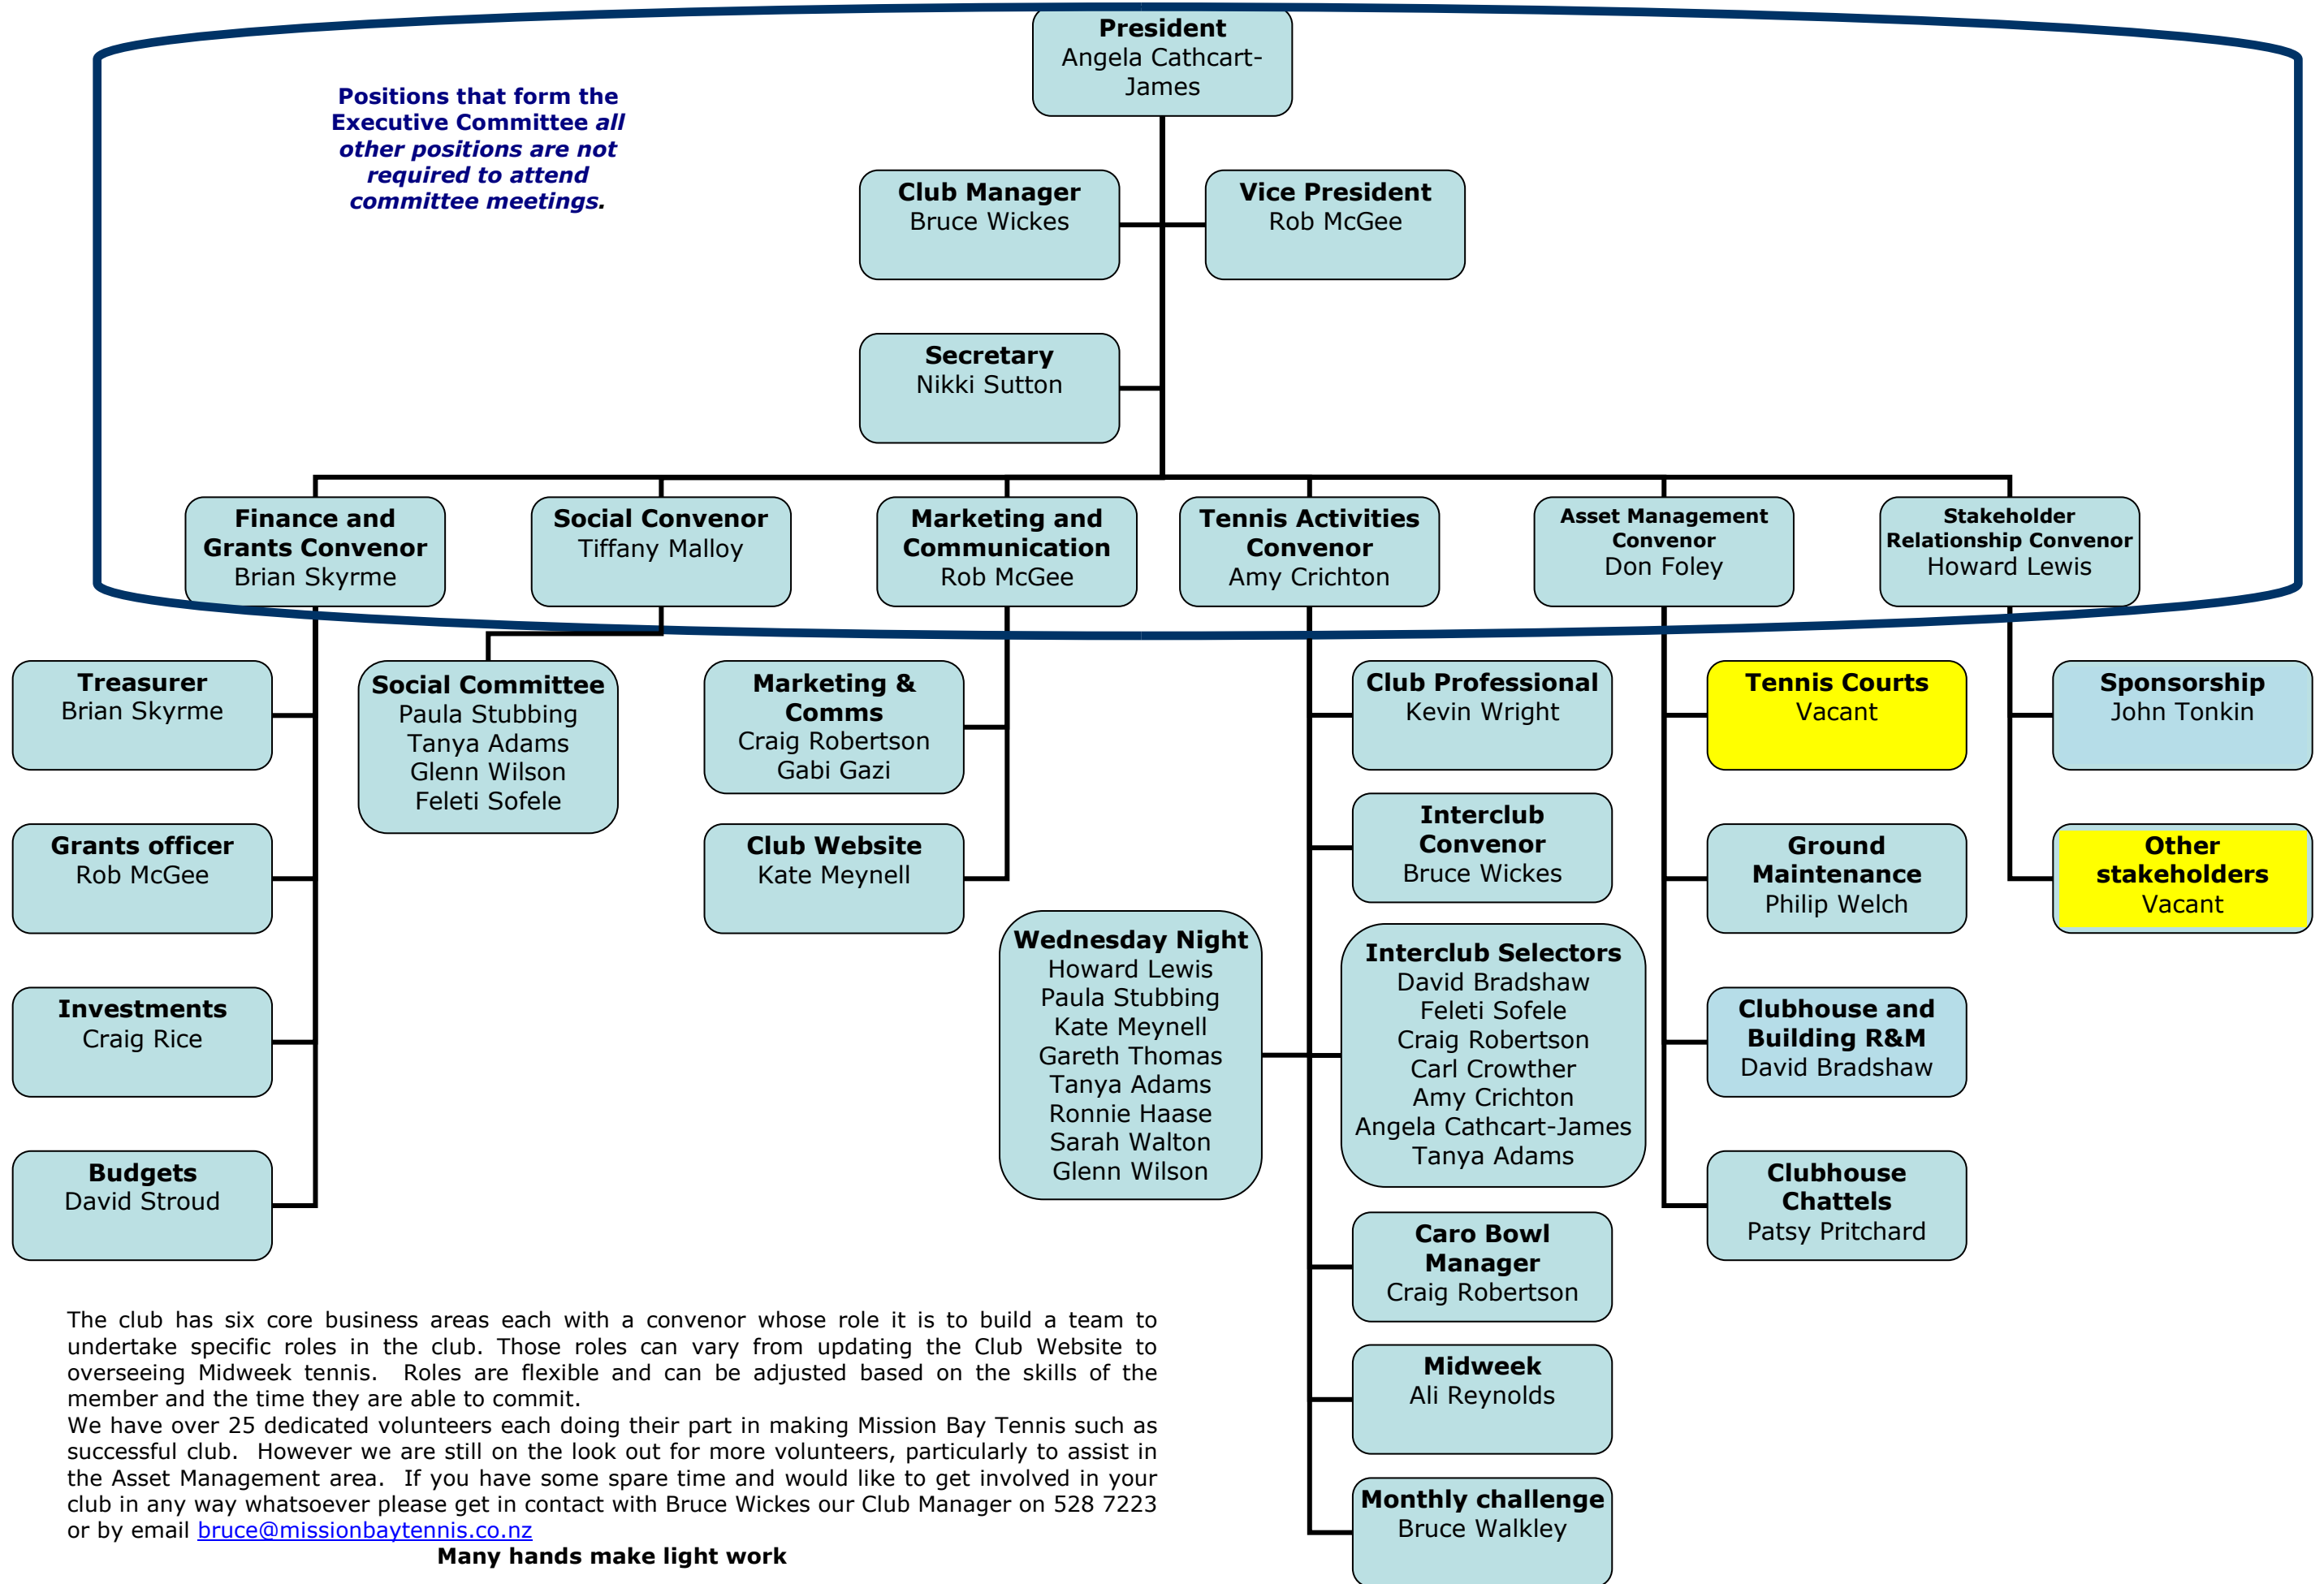 President
Angela Cathcart-
James
Positions that form the
Executive Committee all
other positions are not
required to attend
committee meetings.
Club Manager
Bruce Wickes
Vice President
Rob McGee
Secretary
Nikki Sutton
Finance and
Grants Convenor
Brian Skyrme
Social Convenor
Tiffany Malloy
Marketing and
Communication
Rob McGee
Tennis Activities
Convenor
Amy Crichton
Asset Management
Convenor
Don Foley
Stakeholder
Relationship Convenor
Howard Lewis
Treasurer
Brian Skyrme
Grants officer
Rob McGee
Investments
Craig Rice
Budgets
David Stroud
Social Committee
Paula Stubbing
Tanya Adams
Glenn Wilson
Feleti Sofele
Marketing &
Comms
Craig Robertson
Gabi Gazi
Club Website
Kate Meynell
Wednesday Night
Howard Lewis
Paula Stubbing
Kate Meynell
Gareth Thomas
Tanya Adams
Ronnie Haase
Sarah Walton
Glenn Wilson
Club Professional
Kevin Wright
Interclub
Convenor
Bruce Wickes
Interclub Selectors
David Bradshaw
Feleti Sofele
Craig Robertson
Carl Crowther
Amy Crichton
Angela Cathcart-James
Tanya Adams
Caro Bowl
Manager
Craig Robertson
Midweek
Ali Reynolds
Monthly challenge
Bruce Walkley
Tennis Courts
Vacant
Ground
Maintenance
Philip Welch
Clubhouse and
Building R&M
David Bradshaw
Clubhouse
Chattels
Patsy Pritchard
Sponsorship
John Tonkin
Other
stakeholders
Vacant
The club has six core business areas each with a convenor whose role it is to build a team to
undertake specific roles in the club. Those roles can vary from updating the Club Website to
overseeing Midweek tennis. Roles are flexible and can be adjusted based on the skills of the
member and the time they are able to commit.
We have over 25 dedicated volunteers each doing their part in making Mission Bay Tennis such as
successful club. However we are still on the look out for more volunteers, particularly to assist in
the Asset Management area. If you have some spare time and would like to get involved in your
club in any way whatsoever please get in contact with Bruce Wickes our Club Manager on 528 7223
or by email bruce@missionbaytennis.co.nz
Many hands make light work